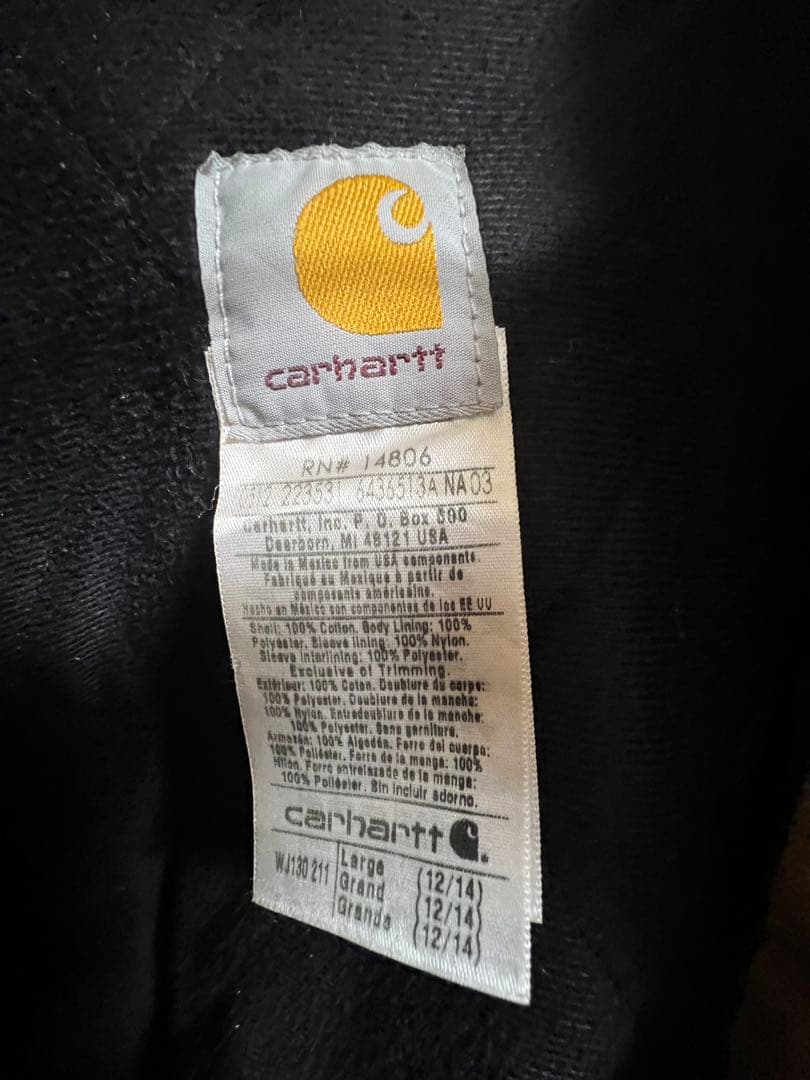 carhartt
RN# 14806
223531 6436513A NA03
Carhartt, Inc. P. O. Box 500
Dearborn, MI 48121 USA
Made in Mexico from USA components.
Fabriqué au Mexique à partir de
composants américains.
Hecho en México con componentes de los EE UU
Shell: 100% Cotton. Body Lining: 100%
Polyester. Sleeve lining: 100% Nylon.
Sleeve Interlining: 100% Polyester.
Exclusive of Trimming.
Extérieur: 100% Coton. Doublure du corps:
100% Polyester. Doublure de la manche:
100% Nylon. Entredoublure de la manche:
100% Polyester. Sans garniture.
Armazón: 100% Algodón. Forro del cuerpo:
100% Poliéster. Forro de la manga: 100%
Nilon. Forro entrelazado de la manga:
100% Poliéster. Sin incluir adorno.
carhartt
WJ130 211 Large (12/14)
Grand (12/14)
Grande (12/14)